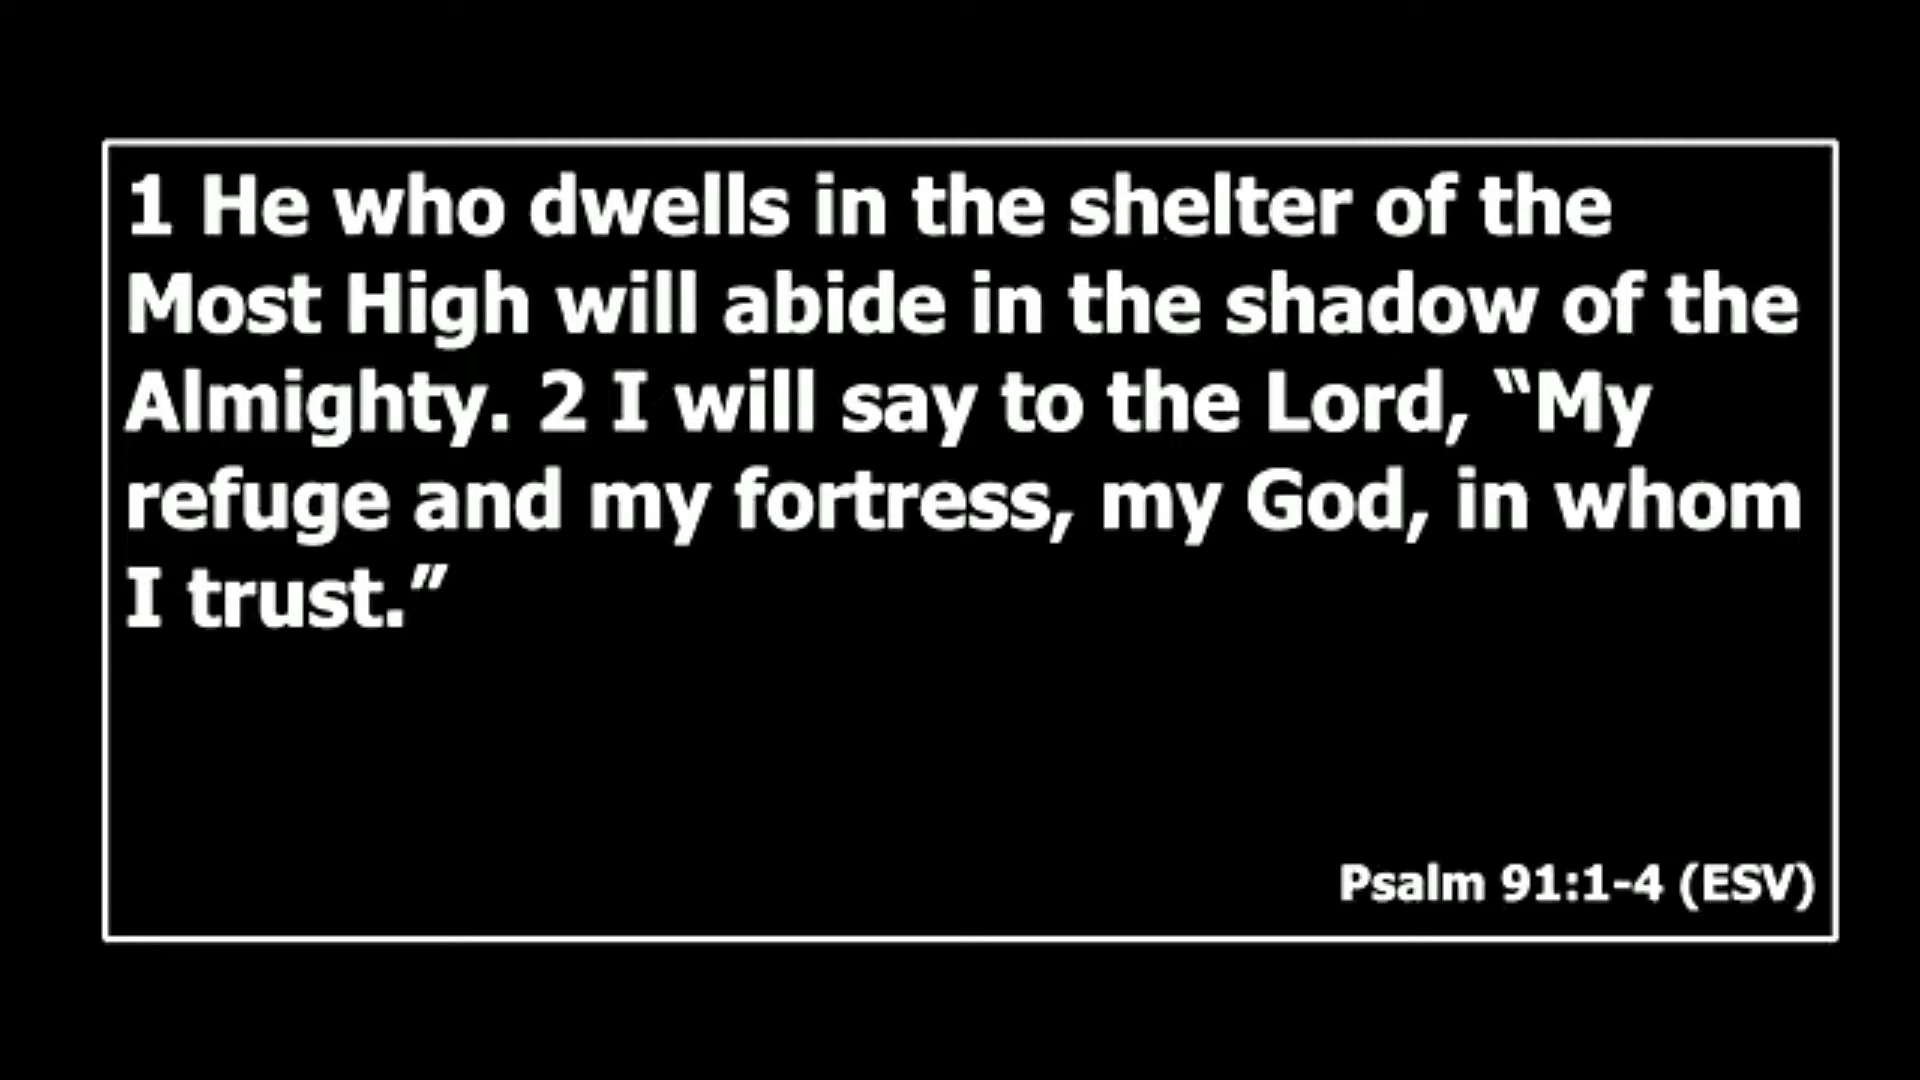 1 He who dwells in the shelter of the
Most High will abide in the shadow of the
Almighty. 2 I will say to the Lord, “My
refuge and my fortress, my God, in whom
I trust.”
Psalm 91:1-4 (ESV)